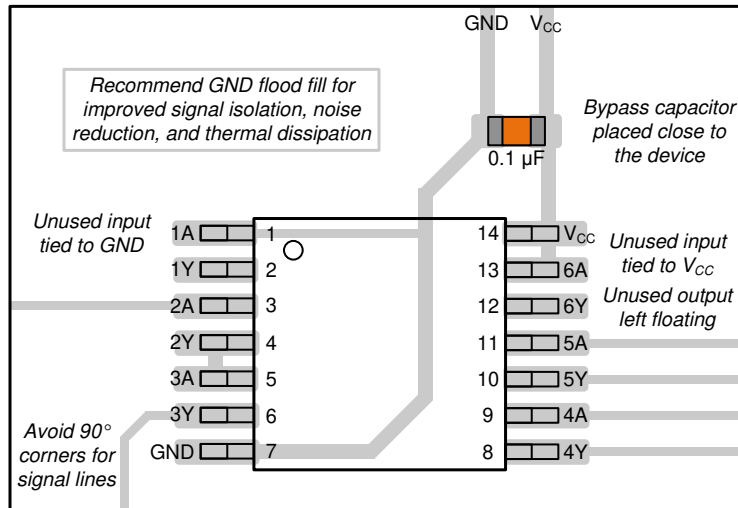 GND V_CC
Recommend GND flood fill for
improved signal isolation, noise
reduction, and thermal dissipation
Bypass capacitor
placed close to
the device
0.1 µF
Unused input
tied to GND
1A 1 14 V_CC
1Y 2 13 6A
Unused input
tied to V_CC
2A 3 12 6Y
Unused output
left floating
2Y 4 11 5A
3A 5 10 5Y
3Y 6 9 4A
GND 7 8 4Y
Avoid 90°
corners for
signal lines